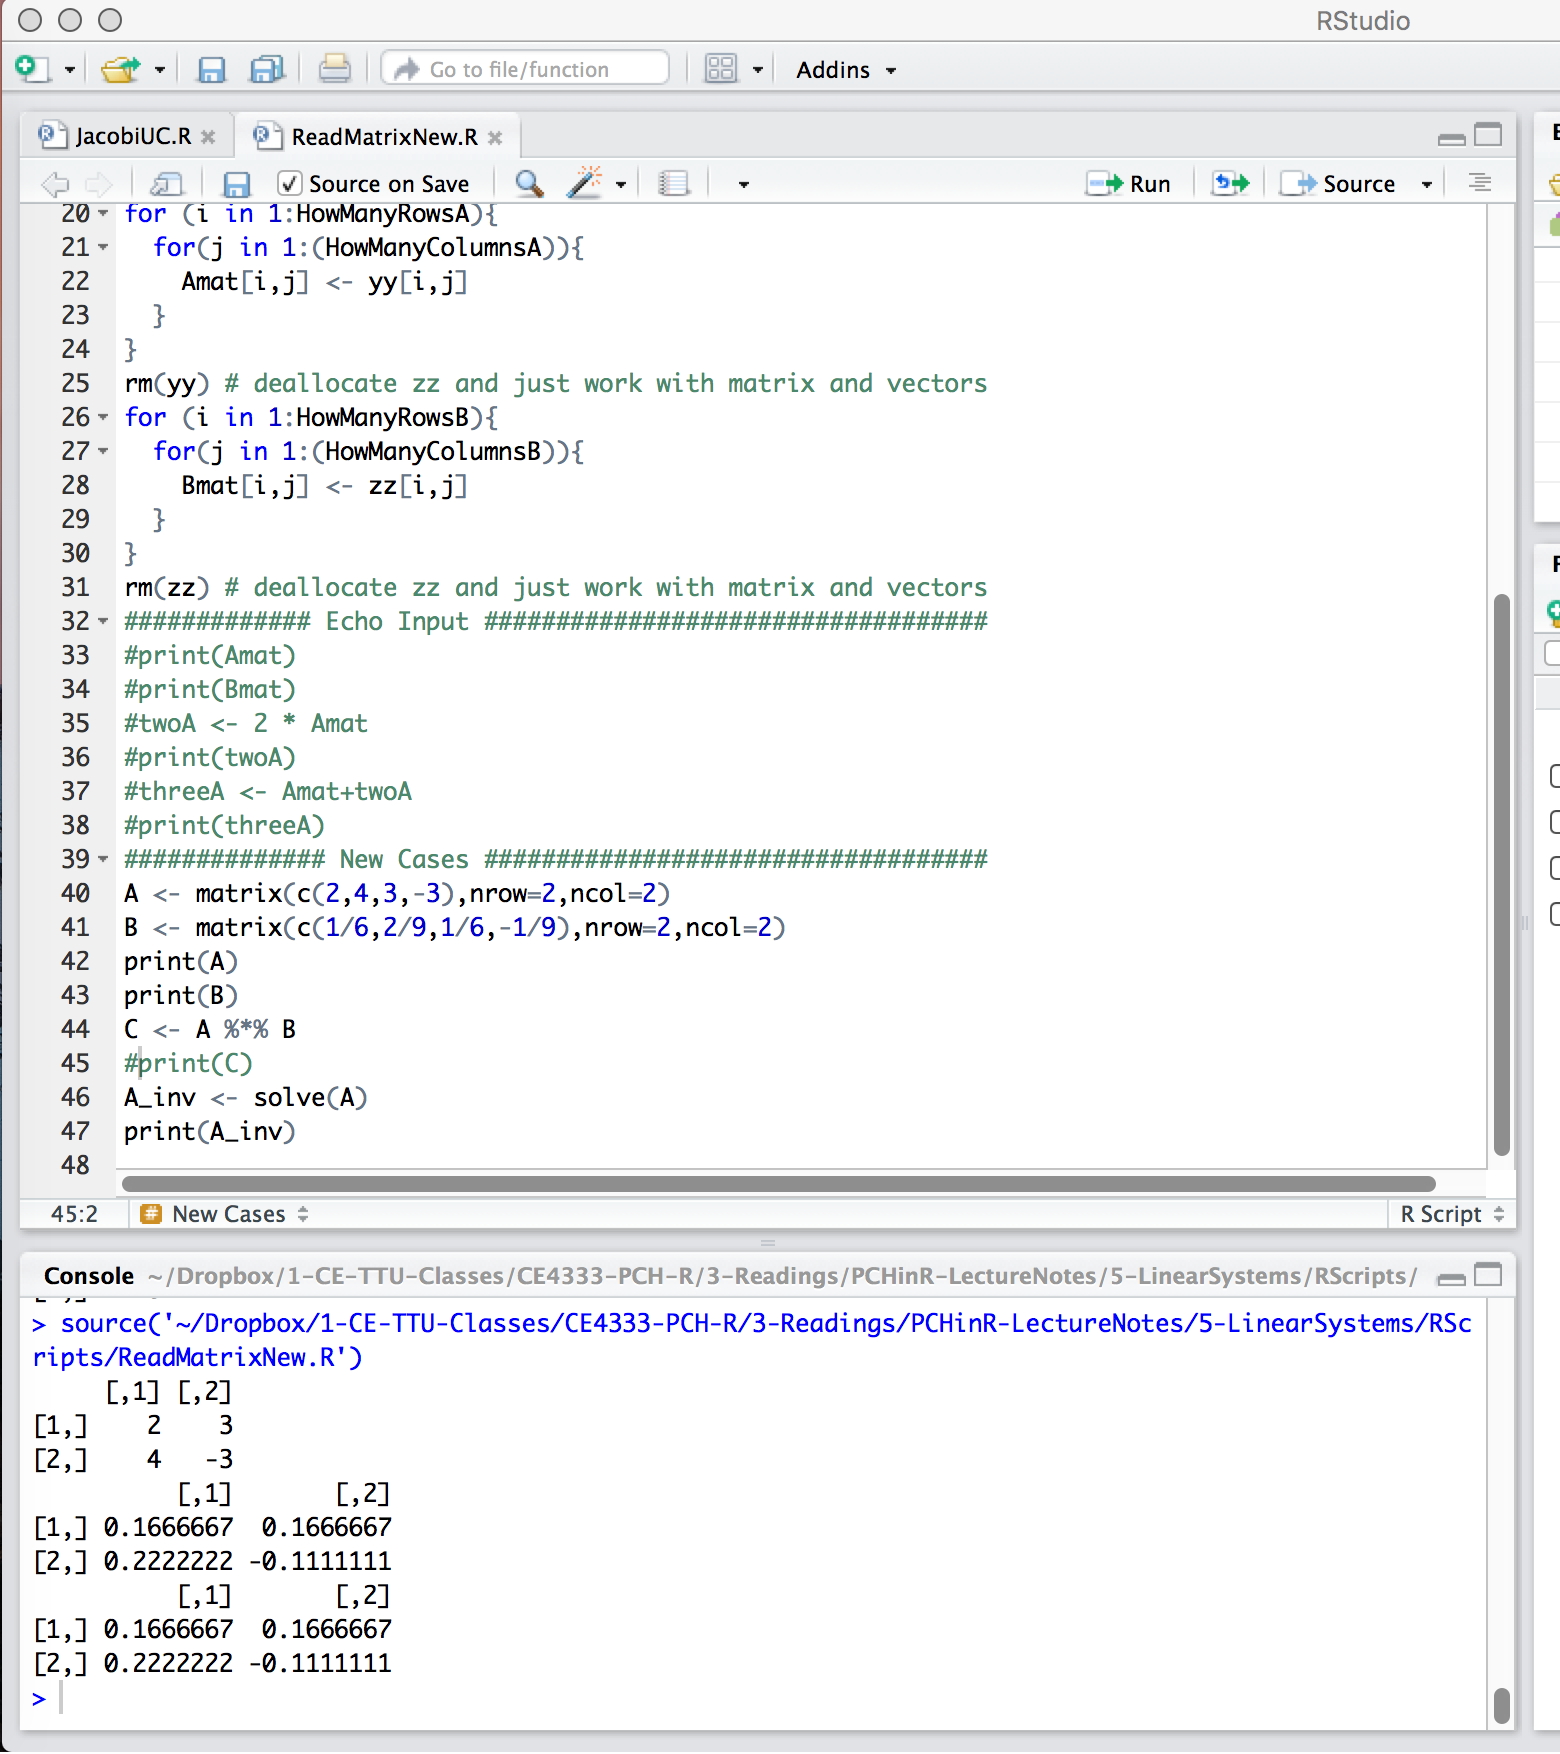 RStudio
Go to file/function
Addins
JacobiUC.R
ReadMatrixNew.R
Source on Save
Run
Source
20 for (i in 1:HowManyRowsA){
21 for(j in 1:(HowManyColumnsA)){
22 Amat[i,j] <- yy[i,j]
23 }
24 }
25 rm(yy) # deallocate zz and just work with matrix and vectors
26 for (i in 1:HowManyRowsB){
27 for(j in 1:(HowManyColumnsB)){
28 Bmat[i,j] <- zz[i,j]
29 }
30 }
31 rm(zz) # deallocate zz and just work with matrix and vectors
32 ############# Echo Input ###################################
33 #print(Amat)
34 #print(Bmat)
35 #twoA <- 2 * Amat
36 #print(twoA)
37 #threeA <- Amat+twoA
38 #print(threeA)
39 ############## New Cases ###################################
40 A <- matrix(c(2,4,3,-3),nrow=2,ncol=2)
41 B <- matrix(c(1/6,2/9,1/6,-1/9),nrow=2,ncol=2)
42 print(A)
43 print(B)
44 C <- A %*% B
45 #print(C)
46 A_inv <- solve(A)
47 print(A_inv)
48
45:2 # New Cases R Script
Console ~/Dropbox/1-CE-TTU-Classes/CE4333-PCH-R/3-Readings/PCHinR-LectureNotes/5-LinearSystems/RScripts/
> source('~/Dropbox/1-CE-TTU-Classes/CE4333-PCH-R/3-Readings/PCHinR-LectureNotes/5-LinearSystems/RSc
ripts/ReadMatrixNew.R')
[,1] [,2]
[1,] 2 3
[2,] 4 -3
[,1] [,2]
[1,] 0.1666667 0.1666667
[2,] 0.2222222 -0.1111111
[,1] [,2]
[1,] 0.1666667 0.1666667
[2,] 0.2222222 -0.1111111
>